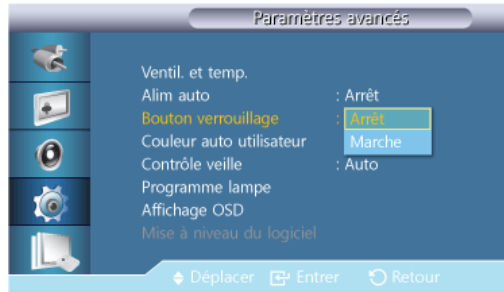 Paramètres avancés
Ventil. et temp.
Alim auto : Arrêt
Bouton verrouillage : Arrêt
Marche
Couleur auto utilisateur
Contrôle veille : Auto
Programme lampe
Affichage OSD
Mise à niveau du logiciel
Déplacer Entrer Retour